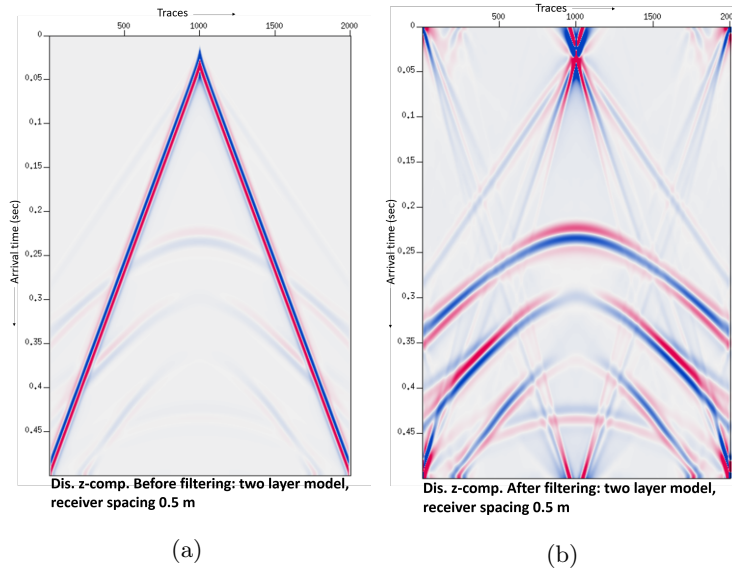 Traces
500 1000 1500 2000
0
0.05
0.1
0.15
0.2
0.25
0.3
0.35
0.4
0.45
Arrival time (sec)
Dis. z-comp. Before filtering: two layer model,
receiver spacing 0.5 m
(a)
Traces
500 1000 1500 2000
0
0.05
0.1
0.15
0.2
0.25
0.3
0.35
0.4
0.45
Arrival time (sec)
Dis. z-comp. After filtering: two layer model,
receiver spacing 0.5 m
(b)